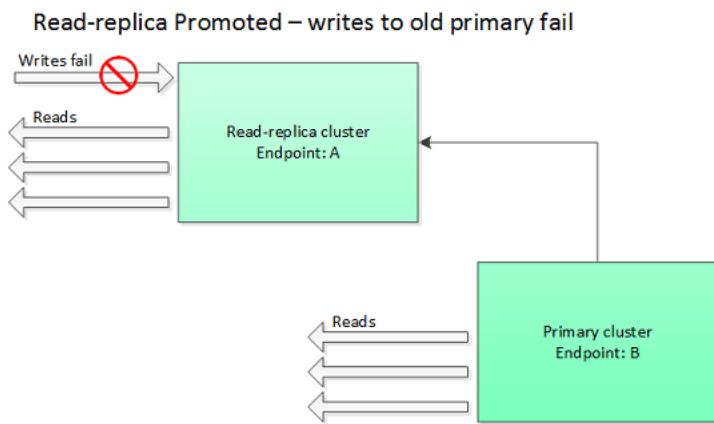 Read-replica Promoted – writes to old primary fail
Writes fail
Reads
Read-replica cluster
Endpoint: A
Reads
Primary cluster
Endpoint: B